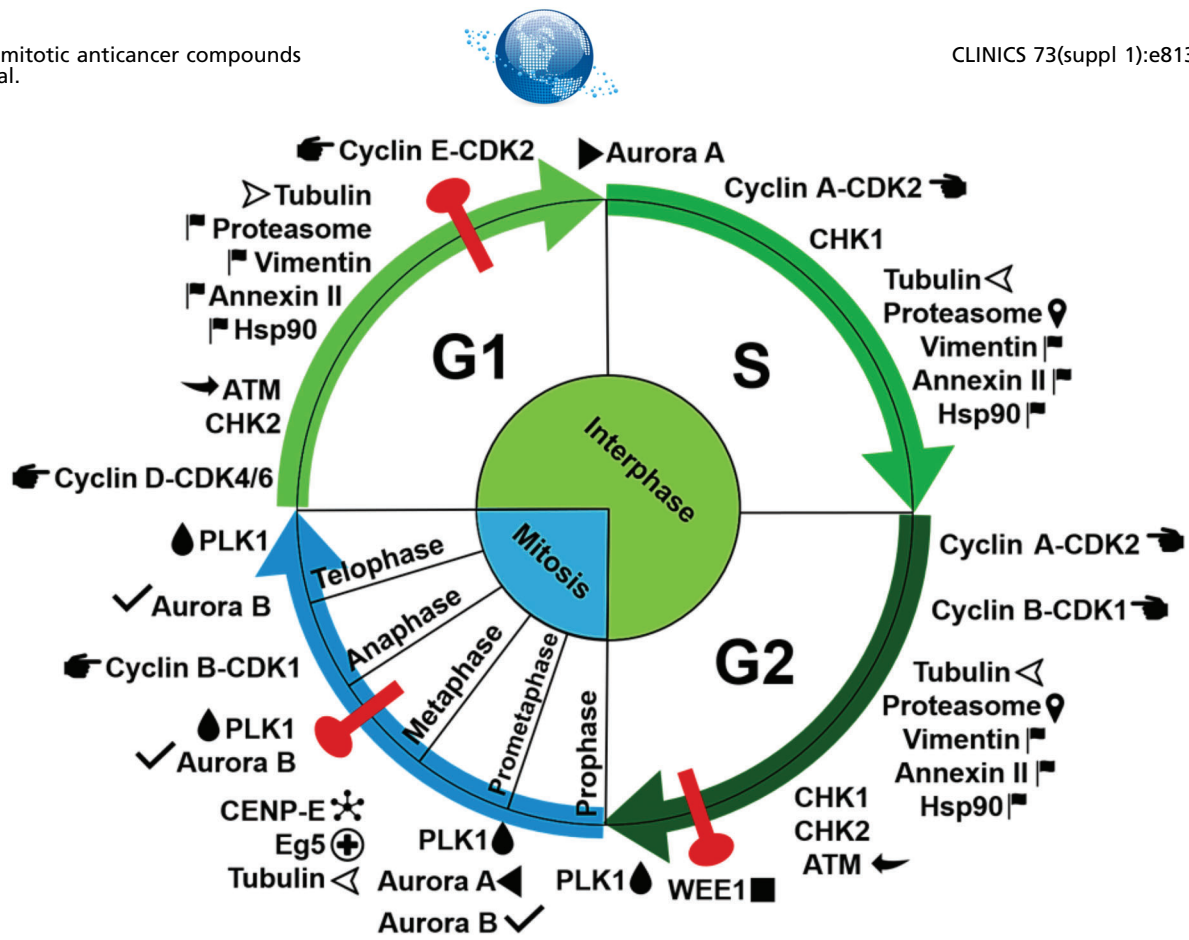 mitotic anticancer compounds
al.
CLINICS 73(suppl 1):e813
Cyclin E-CDK2
Aurora A
Tubulin
Proteasome
Vimentin
Annexin II
Hsp90
ATM
CHK2
Cyclin D-CDK4/6
Cyclin A-CDK2
CHK1
Tubulin
Proteasome
Vimentin
Annexin II
Hsp90
G1
S
Interphase
Mitosis
G2
Cyclin A-CDK2
Cyclin B-CDK1
Tubulin
Proteasome
Vimentin
Annexin II
Hsp90
CHK1
CHK2
ATM
WEE1
PLK1
Prophase
Prometaphase
Metaphase
Anaphase
Telophase
PLK1
Aurora B
Cyclin B-CDK1
PLK1
Aurora B
CENP-E
Eg5
Tubulin
PLK1
Aurora A
Aurora B